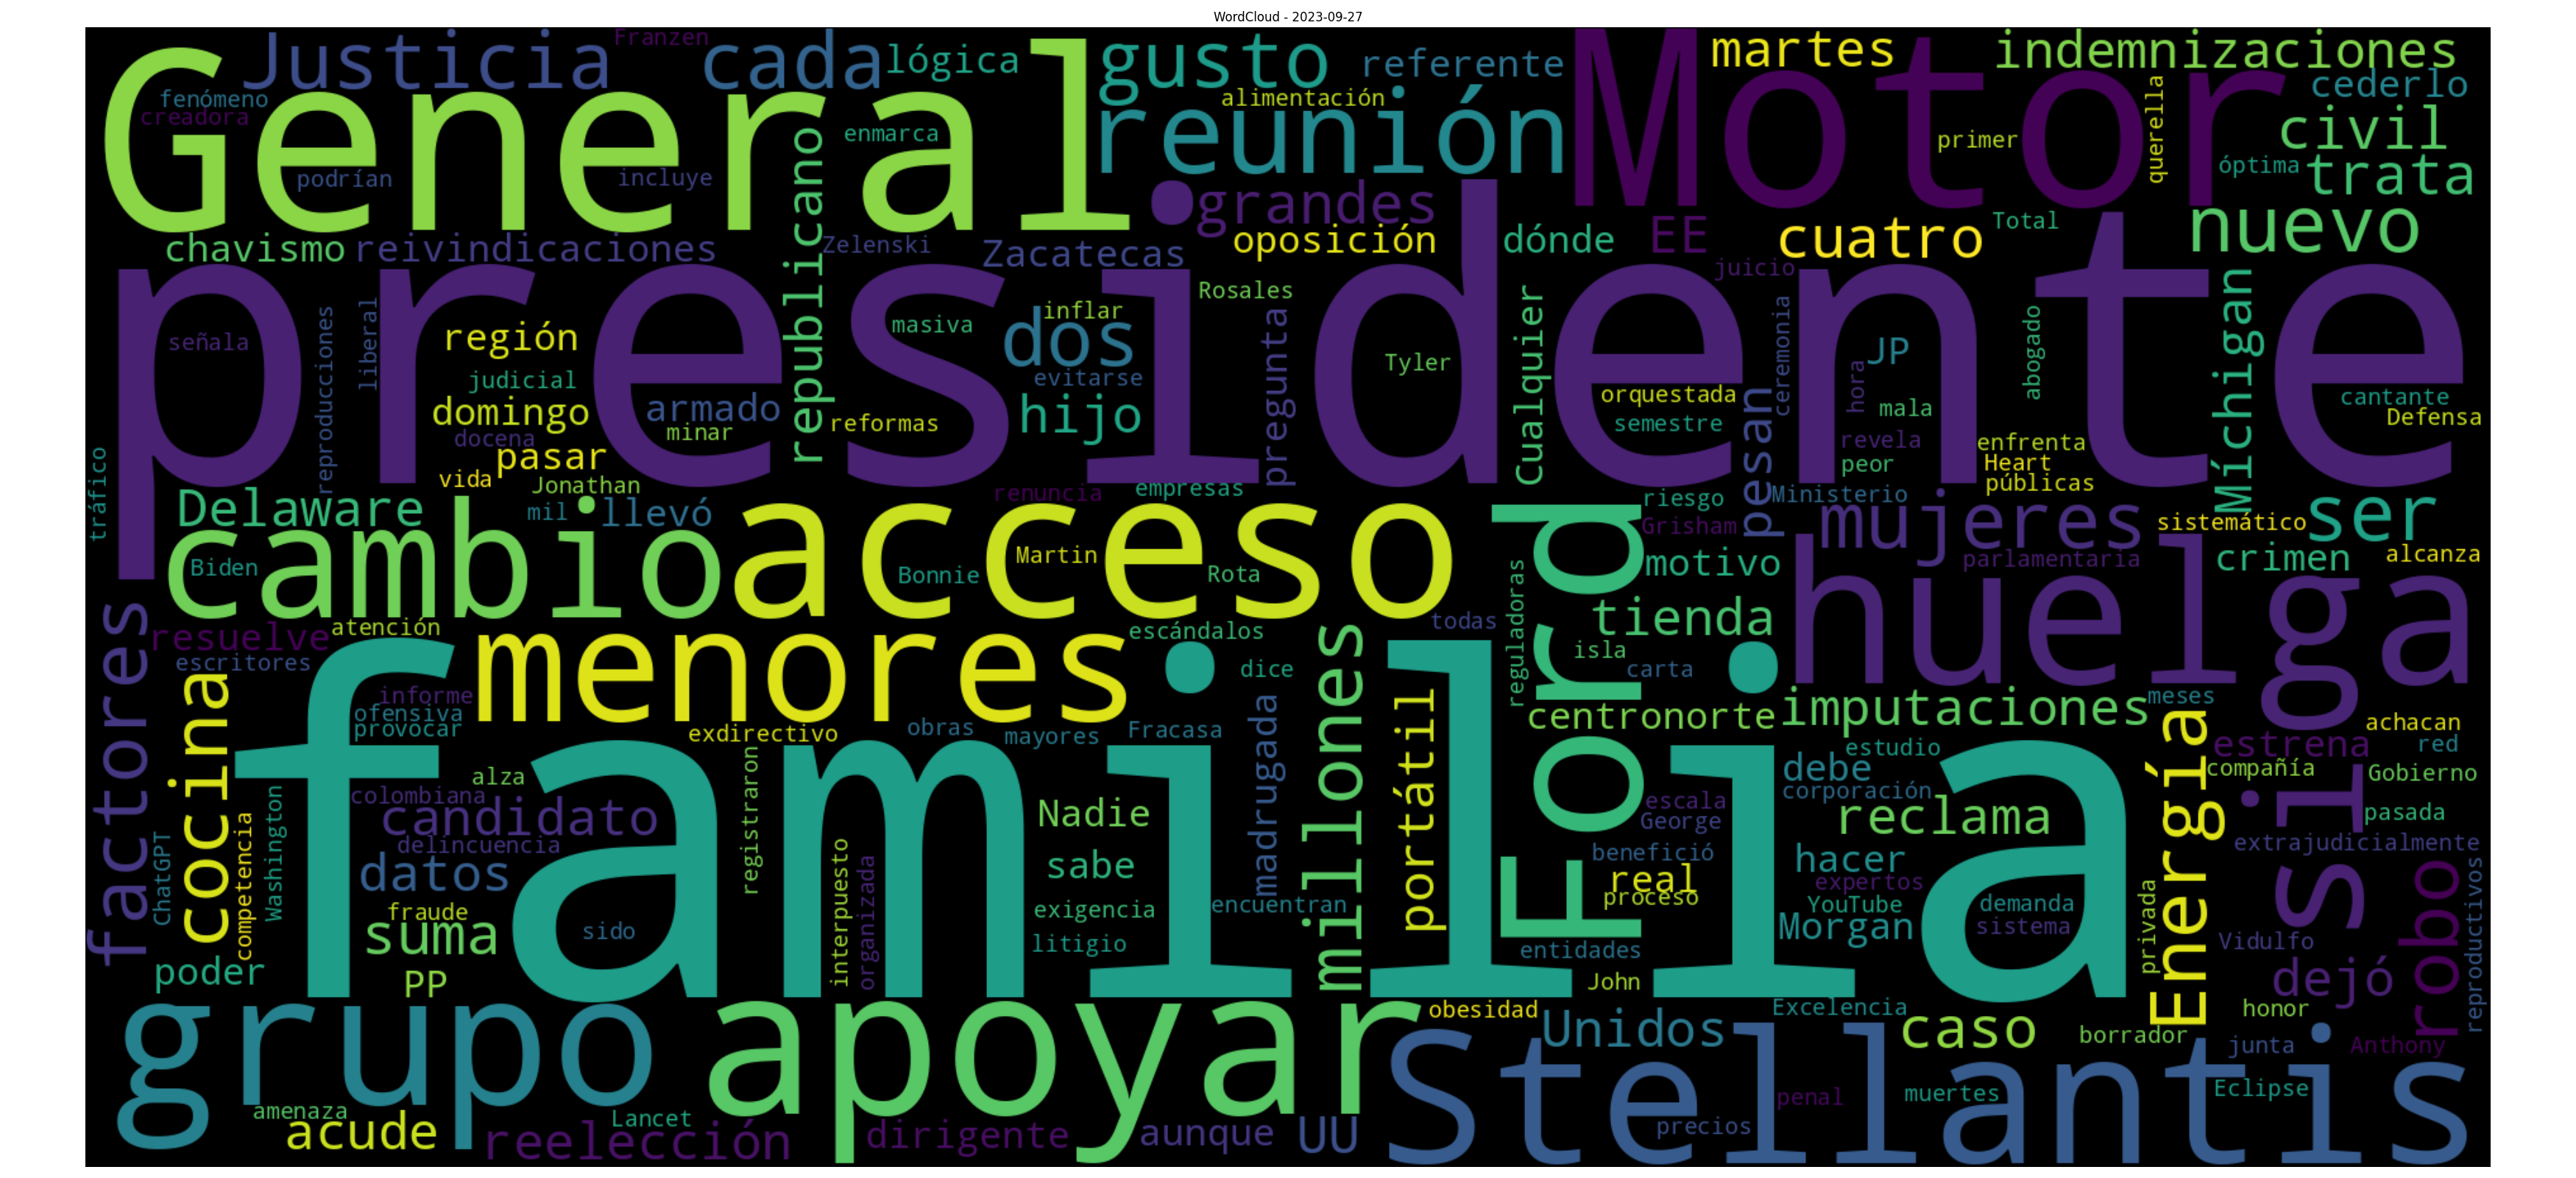 WordCloud - 2023-09-27
General
Motor
presidente
familia
Justicia
Franzen
cada
lógica
gusto
referente
martes
indemnizaciones
fenómeno
creadora
alimentación
querella
cederlo
enmarca
reunión
primer
civil
podrían
incluye
republicano
óptima
trata
grandes
chavismo
reivindicaciones
Zelenski
Zacatecas
oposición
dónde
EE
cuatro
Total
nuevo
juicio
señala
reproducciones
liberal
región
masiva
inflar
dos
Rosales
pregunta
Tyler
Cualquier
ceremonia
JP
abogado
Míchigan
judicial
evitarse
orquestada
hora
mala
cantante
Defensa
domingo
armado
minar
reformas
hijo
semestre
pesan
revela
enfrenta
docena
pasar
peor
Heart
públicas
tráfico
vida
Jonathan
renuncia
empresas
riesgo
Ministerio
Delaware
mil
llevó
Grisham
mujeres
sistemático
ser
cambio
acceso
Ford
huelga
Biden
Bonnie
Martin
Rota
motivo
parlamentaria
crimen
alcanza
factores
resuelve
atención
menores
escándalos
todas
reguladoras
tienda
escritores
dice
isla
carta
cocina
informe
ofensiva
provocar
exdirectivo
obras
mayores
Fracasa
madrugada
millones
portátil
centronorte
imputaciones
meses
Energía
achacan
estrena
red
alza
registraron
estudio
debe
compañía
Gobierno
ChatGPT
competencia
Washington
colombiana
candidato
Nadie
escala
corporación
reclama
si
pasada
delincuencia
George
extrajudicialmente
datos
interpuesto
organizada
sabe
benefició
hacer
robo
reproductivos
fraude
exigencia
encuentran
real
expertos
proceso
YouTube
demanda
privada
suma
sido
litigio
entidades
Morgan
sistema
Vidulfo
poder
PP
John
dejó
grupo
apoyar
obesidad
Unidos
Excelencia
caso
borrador
honor
Stellantis
junta
Anthony
amenaza
acude
Lancet
reelección
dirigente
aunque
UU
precios
penal
muertes
Eclipse